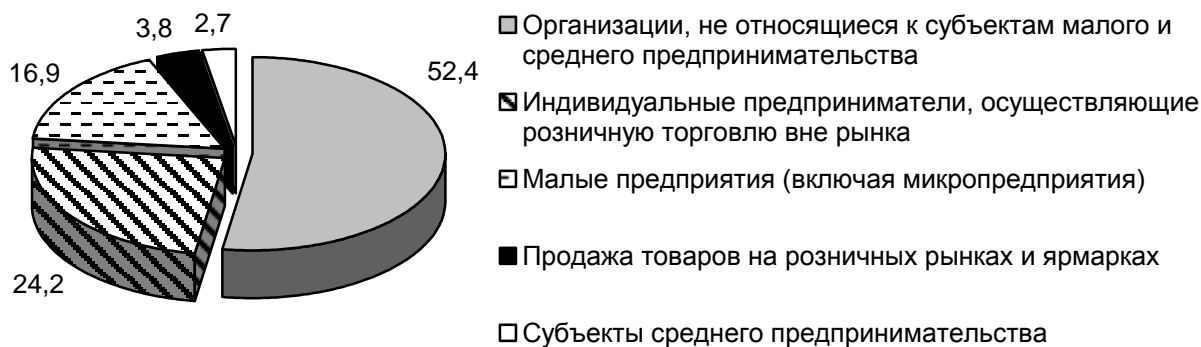 3,8
2,7
16,9
52,4
24,2
Организации, не относящиеся к субъектам малого и
среднего предпринимательства
Индивидуальные предприниматели, осуществляющие
розничную торговлю вне рынка
Малые предприятия (включая микропредприятия)
Продажа товаров на розничных рынках и ярмарках
Субъекты среднего предпринимательства